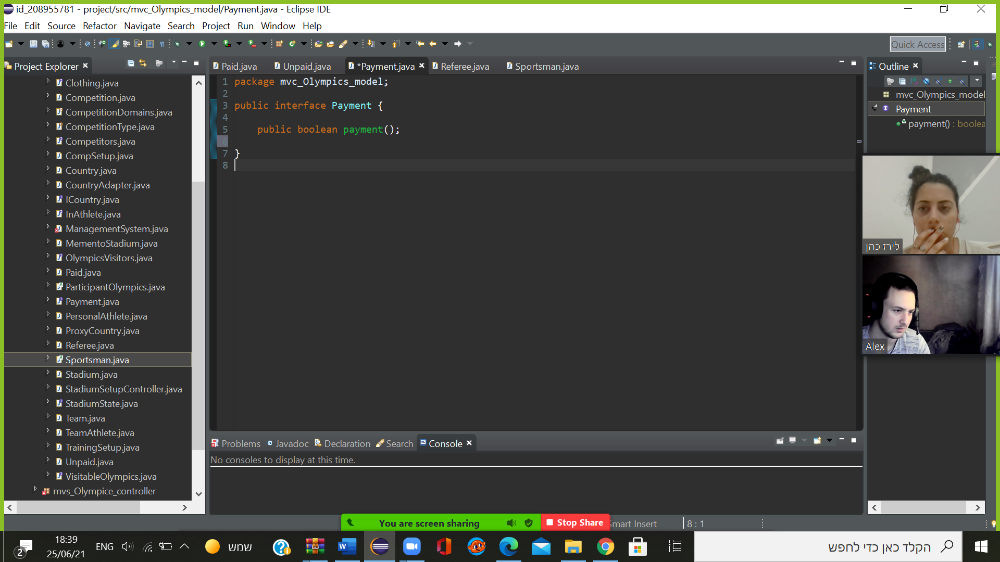 id_208955781 - project/src/mvc_Olympics_model/Payment.java - Eclipse IDE
File Edit Source Refactor Navigate Search Project Run Window Help
Quick Access
Project Explorer
Clothing.java
Competition.java
CompetitionDomains.java
CompetitionType.java
Competitors.java
CompSetup.java
Country.java
CountryAdapter.java
ICountry.java
InAthlete.java
ManagementSystem.java
MementoStadium.java
OlympicsVisitors.java
Paid.java
ParticipantOlympics.java
Payment.java
PersonalAthlete.java
ProxyCountry.java
Referee.java
Sportsman.java
Stadium.java
StadiumSetupController.java
StadiumState.java
Team.java
TeamAthlete.java
TrainingSetup.java
Unpaid.java
VisitableOlympics.java
mvs_Olympice_controller
Paid.java Unpaid.java *Payment.java Referee.java Sportsman.java
1 package mvc_Olympics_model;
2
3 public interface Payment {
4
5 public boolean payment();
6
7 }
8
Outline
mvc_Olympics_model
Payment
payment() : boolea
לירז כהן
Alex
Problems Javadoc Declaration Search Console
No consoles to display at this time.
You are screen sharing Stop Share
Smart Insert 8 : 1
2
18:39
25/06/21
ENG
שמש
הקלד כאן כדי לחפש